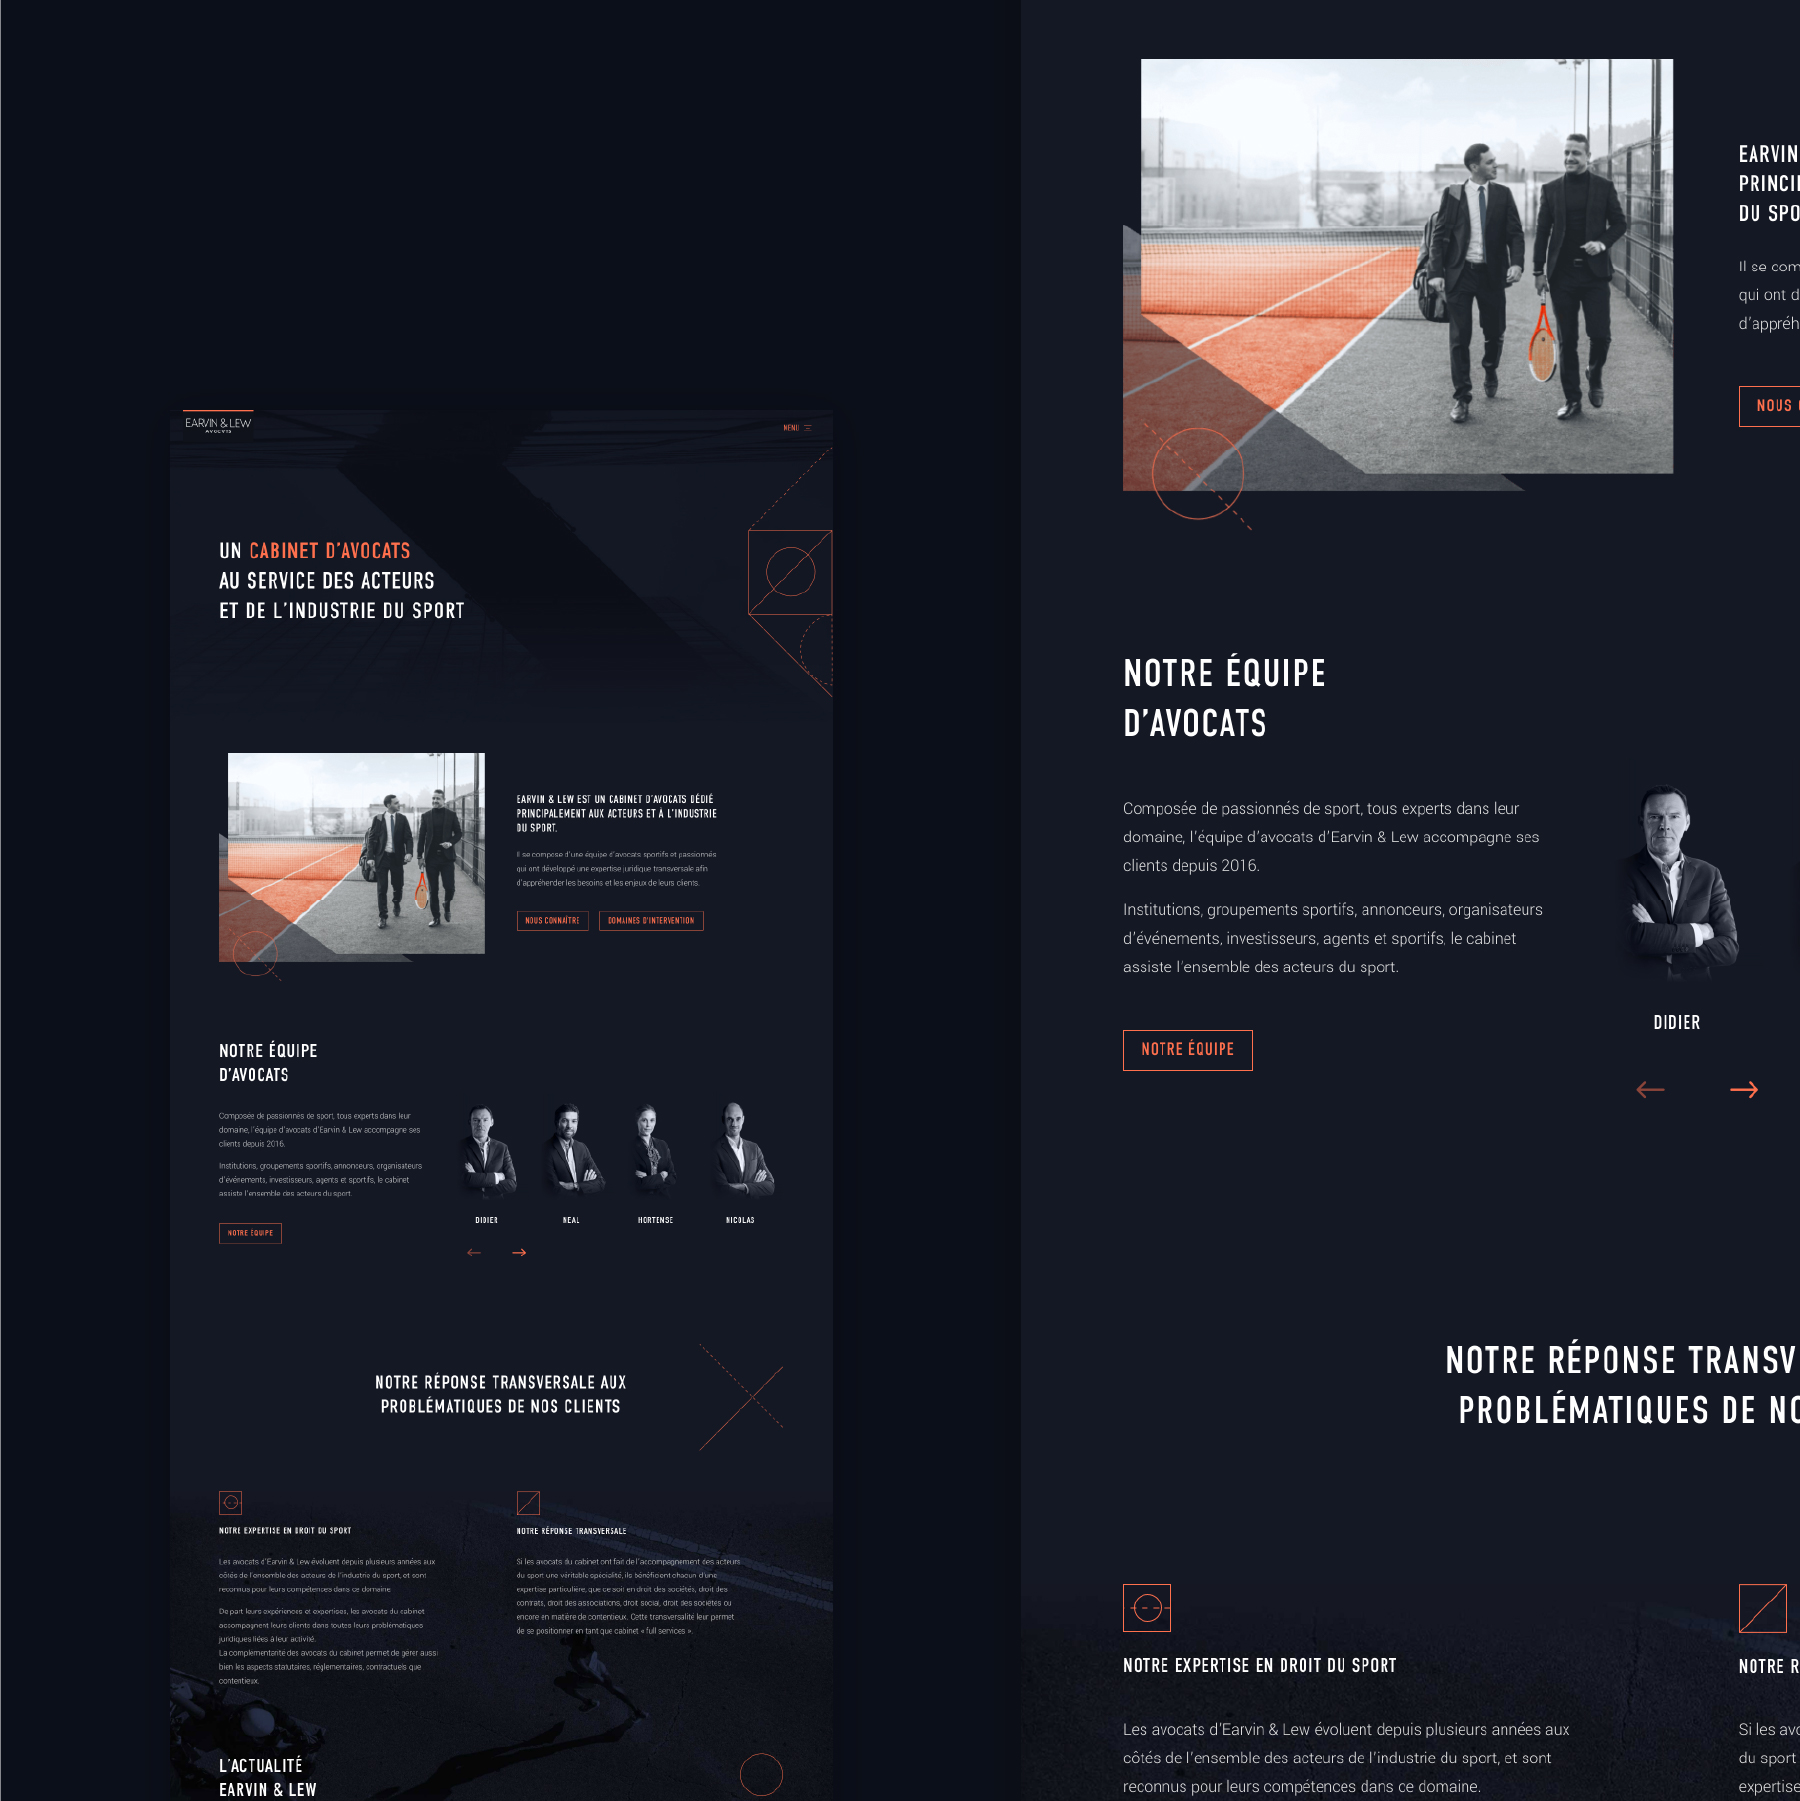 EARVIN & LEW
AVOCATS
MENU
UN CABINET D'AVOCATS
AU SERVICE DES ACTEURS
ET DE L'INDUSTRIE DU SPORT
EARVIN & LEW EST UN CABINET D'AVOCATS DÉDIÉ
PRINCIPALEMENT AUX ACTEURS ET À L'INDUSTRIE
DU SPORT.
Il se compose d'une équipe d'avocats sportifs et passionnés
qui ont développé une expertise juridique transversale afin
d'appréhender les besoins et les enjeux de leurs clients.
NOUS CONNAÎTRE
DOMAINES D'INTERVENTION
NOTRE ÉQUIPE
D'AVOCATS
Composée de passionnés de sport, tous experts dans leur
domaine, l'équipe d'avocats d'Earvin & Lew accompagne ses
clients depuis 2016.
Institutions, groupements sportifs, annonceurs, organisateurs
d'événements, investisseurs, agents et sportifs, le cabinet
assiste l'ensemble des acteurs du sport.
NOTRE ÉQUIPE
DIDIER
NEAL
HORTENSE
NICOLAS
NOTRE RÉPONSE TRANSVERSALE AUX
PROBLÉMATIQUES DE NOS CLIENTS
NOTRE EXPERTISE EN DROIT DU SPORT
Les avocats d'Earvin & Lew évoluent depuis plusieurs années aux
côtés de l'ensemble des acteurs de l'industrie du sport, et sont
reconnus pour leurs compétences dans ce domaine.
De part leurs expériences et expertises, les avocats du cabinet
accompagnent leurs clients dans toutes leurs problématiques
juridiques liées à leur activité.
La complémentarité des avocats du cabinet permet de gérer aussi
bien les aspects statutaires, réglementaires, contractuels que
contentieux.
NOTRE RÉPONSE TRANSVERSALE
Si les avocats du cabinet ont fait de l'accompagnement des acteurs
du sport une véritable spécialité, ils bénéficient chacun d'une
expertise particulière, que ce soit en droit des sociétés, droit des
contrats, droit des associations, droit social, droit des sociétés ou
encore en matière de contentieux. Cette transversalité leur permet
de se positionner en tant que cabinet « full services ».
L'ACTUALITÉ
EARVIN & LEW
EARVIN
PRINCI
DU SPO
Il se com
qui ont d
d'appréh
NOUS
NOTRE ÉQUIPE
D'AVOCATS
Composée de passionnés de sport, tous experts dans leur
domaine, l'équipe d'avocats d'Earvin & Lew accompagne ses
clients depuis 2016.
Institutions, groupements sportifs, annonceurs, organisateurs
d'événements, investisseurs, agents et sportifs, le cabinet
assiste l'ensemble des acteurs du sport.
NOTRE ÉQUIPE
DIDIER
NOTRE RÉPONSE TRANSV
PROBLÉMATIQUES DE NO
NOTRE EXPERTISE EN DROIT DU SPORT
Les avocats d'Earvin & Lew évoluent depuis plusieurs années aux
côtés de l'ensemble des acteurs de l'industrie du sport, et sont
reconnus pour leurs compétences dans ce domaine.
NOTRE R
Si les avo
du sport
expertise